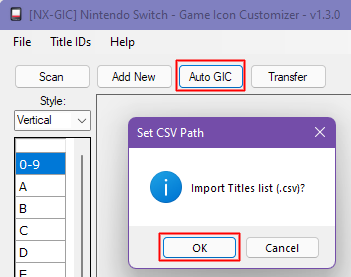 [NX-GIC] Nintendo Switch - Game Icon Customizer - v1.3.0
File Title IDs Help
Scan Add New Auto GIC Transfer
Style:
Vertical
Set CSV Path
0-9
A
B
C
D
E
Import Titles list (.csv)?
OK Cancel